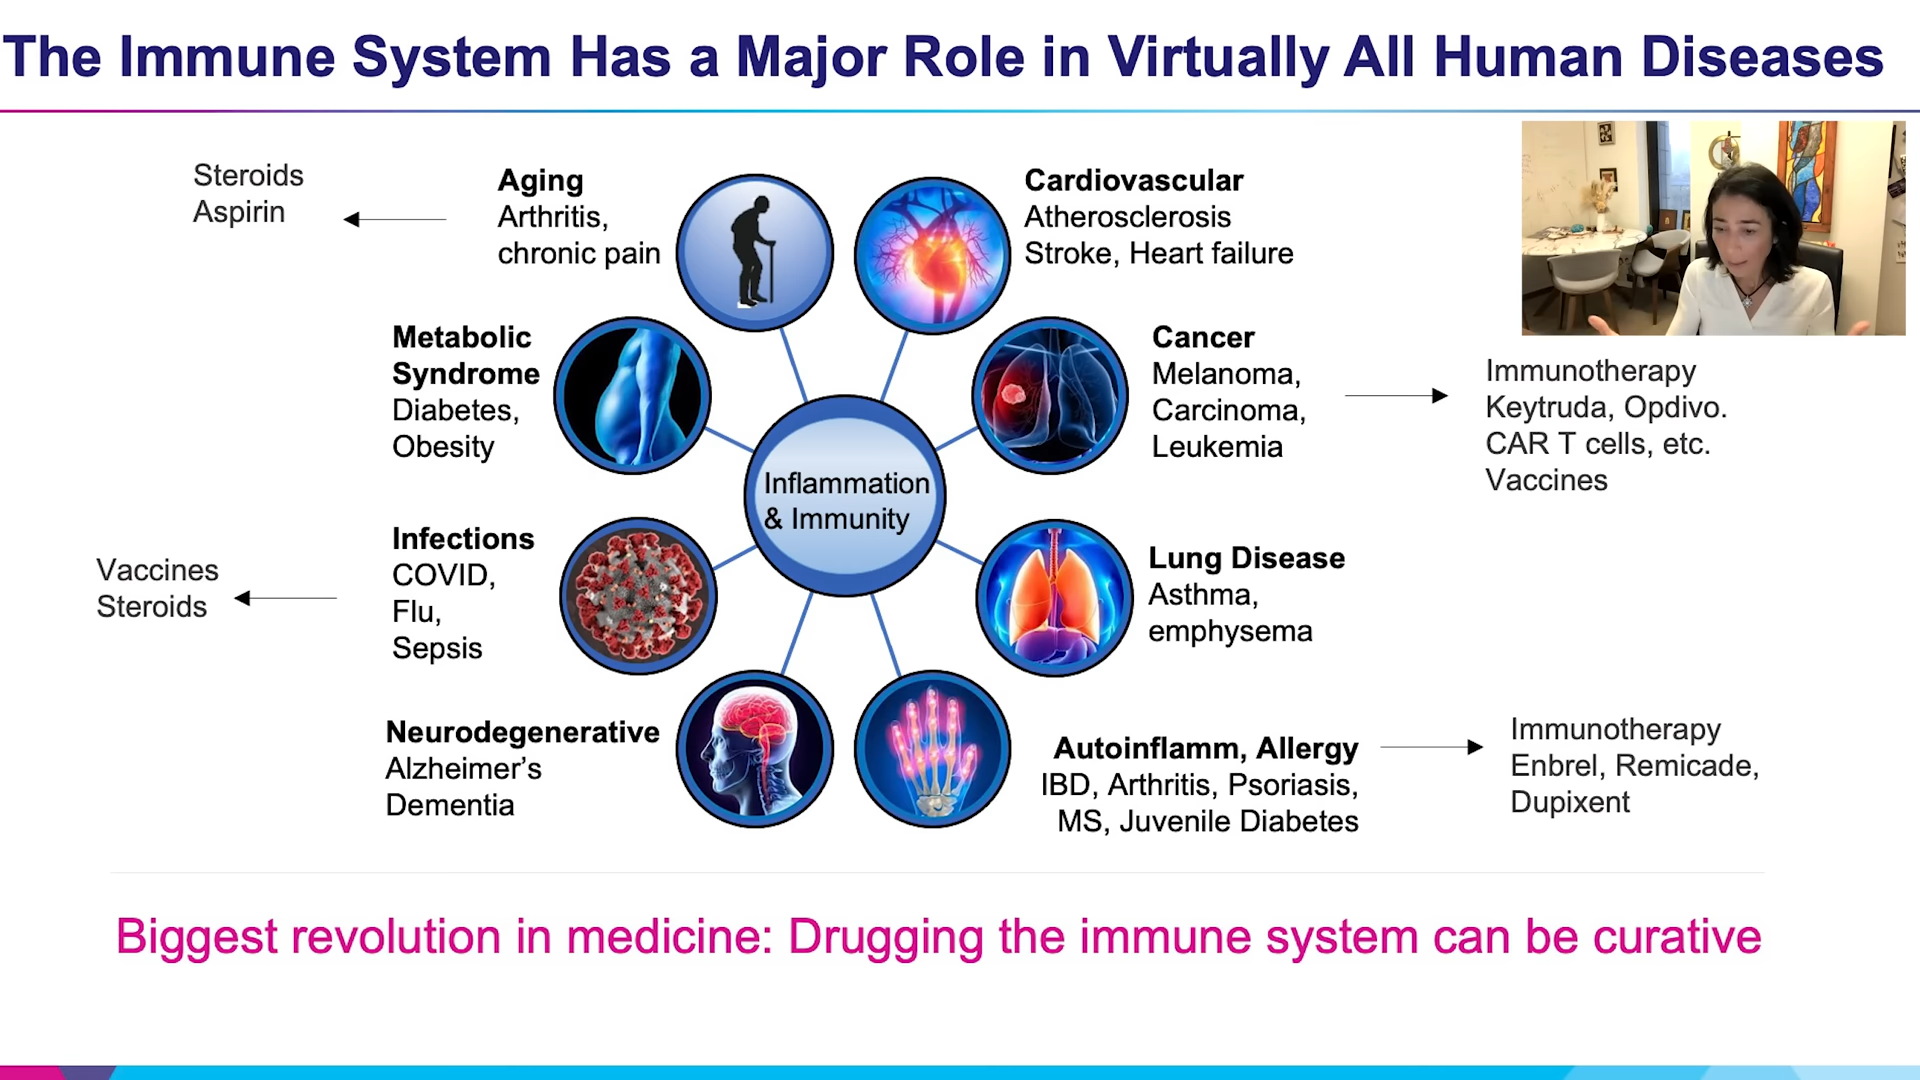 The Immune System Has a Major Role in Virtually All Human Diseases
Steroids
Aspirin
Aging
Arthritis,
chronic pain
Cardiovascular
Atherosclerosis
Stroke, Heart failure
Metabolic
Syndrome
Diabetes,
Obesity
Cancer
Melanoma,
Carcinoma,
Leukemia
Immunotherapy
Keytruda, Opdivo.
CAR T cells, etc.
Vaccines
Inflammation
& Immunity
Vaccines
Steroids
Infections
COVID,
Flu,
Sepsis
Lung Disease
Asthma,
emphysema
Neurodegenerative
Alzheimer’s
Dementia
Autoinflamm, Allergy
IBD, Arthritis, Psoriasis,
MS, Juvenile Diabetes
Immunotherapy
Enbrel, Remicade,
Dupixent
Biggest revolution in medicine: Drugging the immune system can be curative